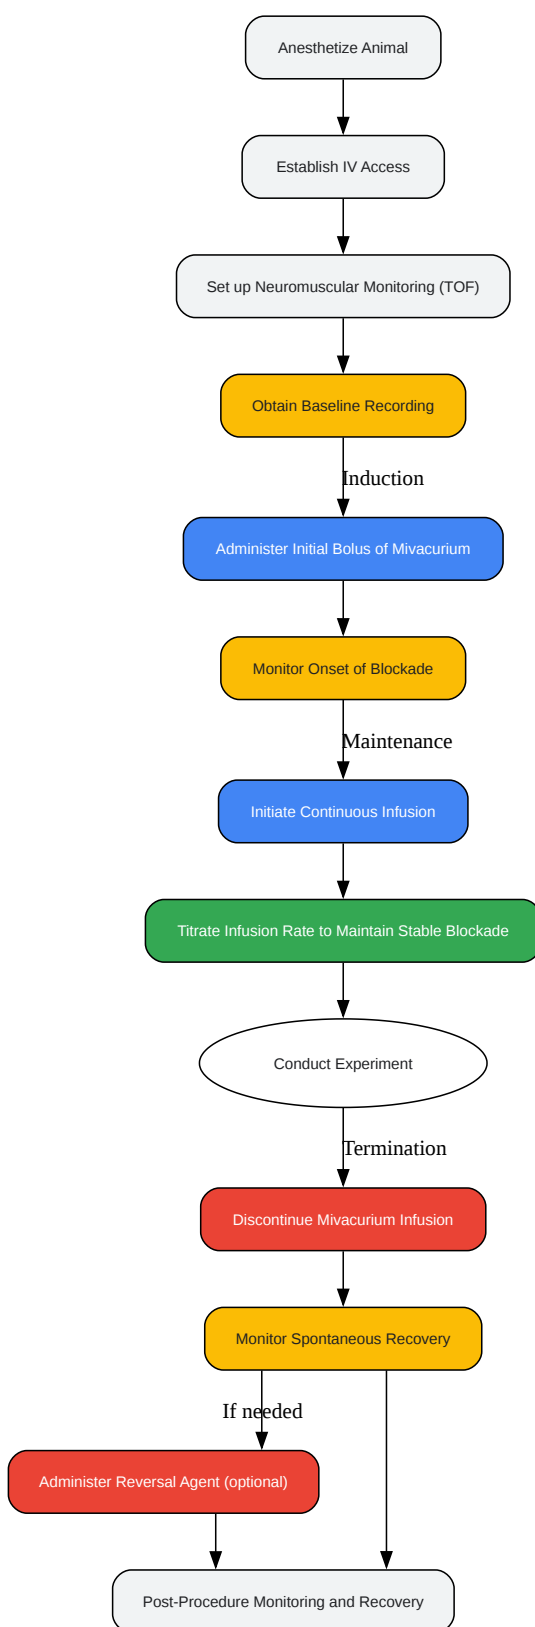 Anesthetize Animal
Establish IV Access
Set up Neuromuscular Monitoring (TOF)
Obtain Baseline Recording
Induction
Administer Initial Bolus of Mivacurium
Monitor Onset of Blockade
Maintenance
Initiate Continuous Infusion
Titrate Infusion Rate to Maintain Stable Blockade
Conduct Experiment
Termination
Discontinue Mivacurium Infusion
Monitor Spontaneous Recovery
If needed
Administer Reversal Agent (optional)
Post-Procedure Monitoring and Recovery